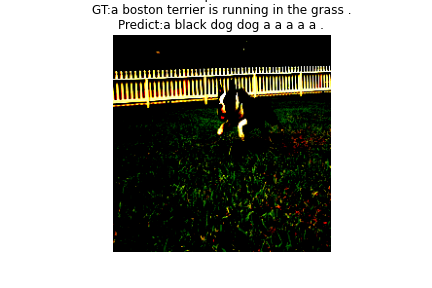 GT:a boston terrier is running in the grass .
Predict:a black dog dog a a a a a .